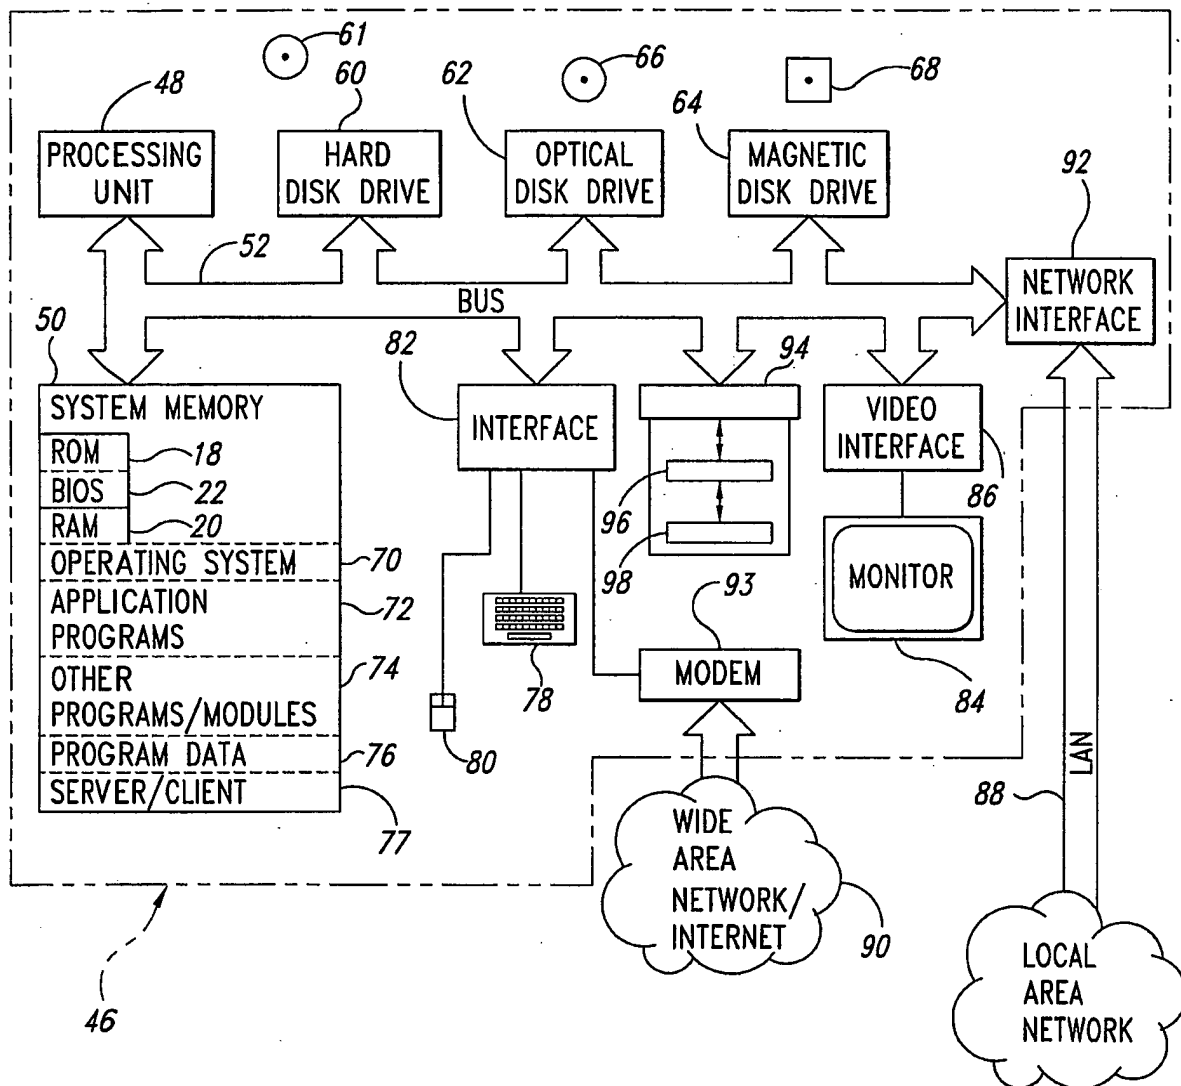 61
66
68
48
60
62
64
PROCESSING
UNIT
HARD
DISK DRIVE
OPTICAL
DISK DRIVE
MAGNETIC
DISK DRIVE
92
52
BUS
NETWORK
INTERFACE
50
82
94
SYSTEM MEMORY
ROM
18
BIOS
22
RAM
20
OPERATING SYSTEM
70
APPLICATION
PROGRAMS
72
OTHER
PROGRAMS/MODULES
74
PROGRAM DATA
76
SERVER/CLIENT
77
INTERFACE
VIDEO
INTERFACE
86
96
98
MONITOR
84
93
78
MODEM
80
LAN
88
WIDE
AREA
NETWORK/
INTERNET
90
LOCAL
AREA
NETWORK
46